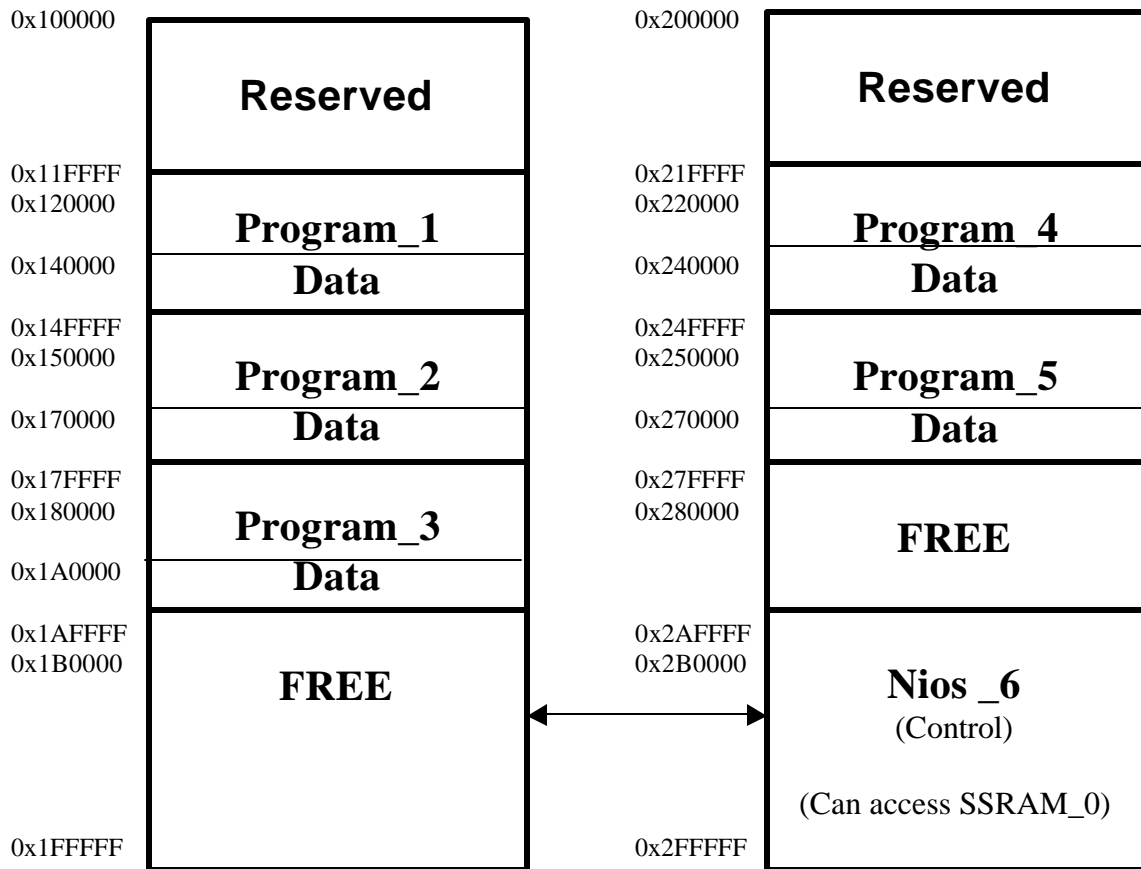 0x100000
Reserved
0x11FFFF
0x120000
Program_1
0x140000
Data
0x14FFFF
0x150000
Program_2
0x170000
Data
0x17FFFF
0x180000
Program_3
0x1A0000
Data
0x1AFFFF
0x1B0000
FREE
0x1FFFFF
0x200000
Reserved
0x21FFFF
0x220000
Program_4
0x240000
Data
0x24FFFF
0x250000
Program_5
0x270000
Data
0x27FFFF
0x280000
FREE
0x2AFFFF
0x2B0000
Nios _6
(Control)
(Can access SSRAM_0)
0x2FFFFF